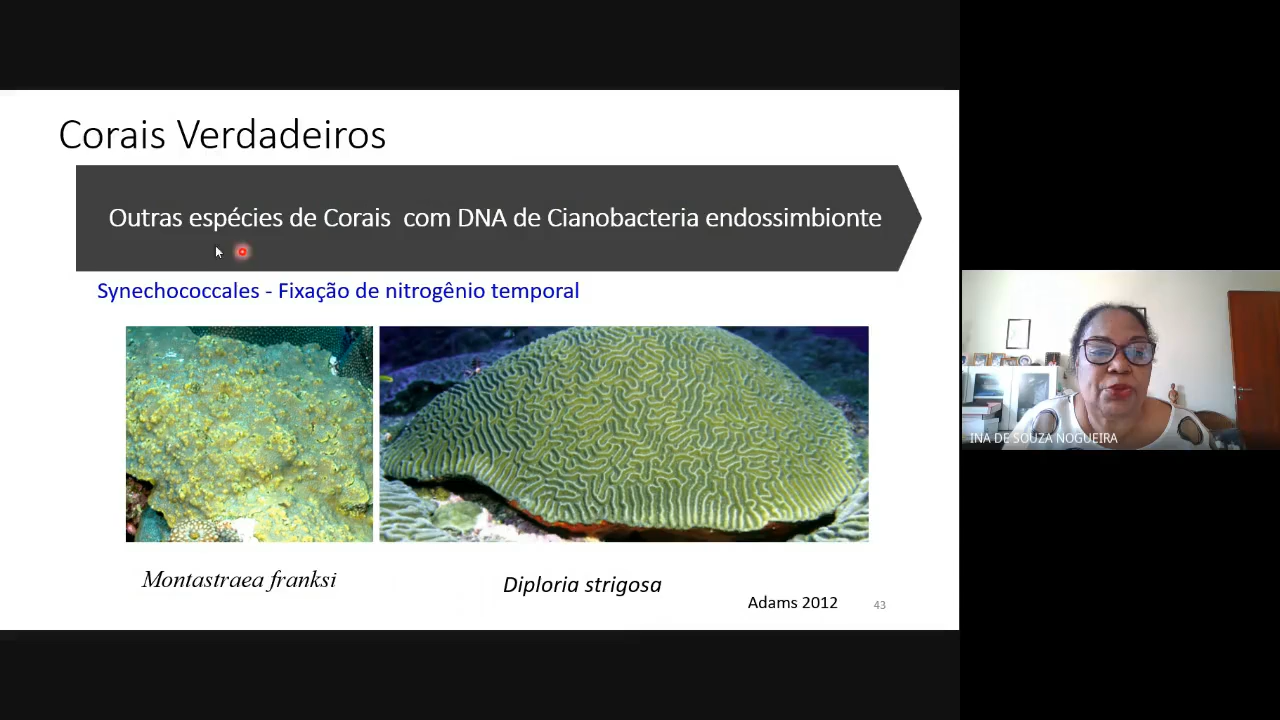 Corais Verdadeiros
Outras espécies de Corais  com DNA de Cianobacteria endossimbionte
Synechococcales - Fixação de nitrogênio temporal
Montastraea franksi
Diploria strigosa
Adams 2012
43
INA DE SOUZA NOGUEIRA